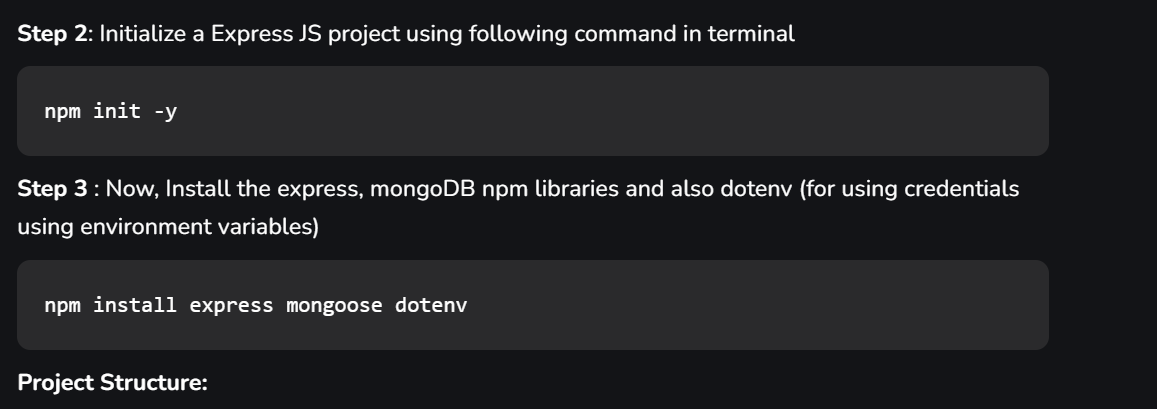 Step 2: Initialize a Express JS project using following command in terminal
npm init -y
Step 3 : Now, Install the express, mongoDB npm libraries and also dotenv (for using credentials
using environment variables)
npm install express mongoose dotenv
Project Structure: